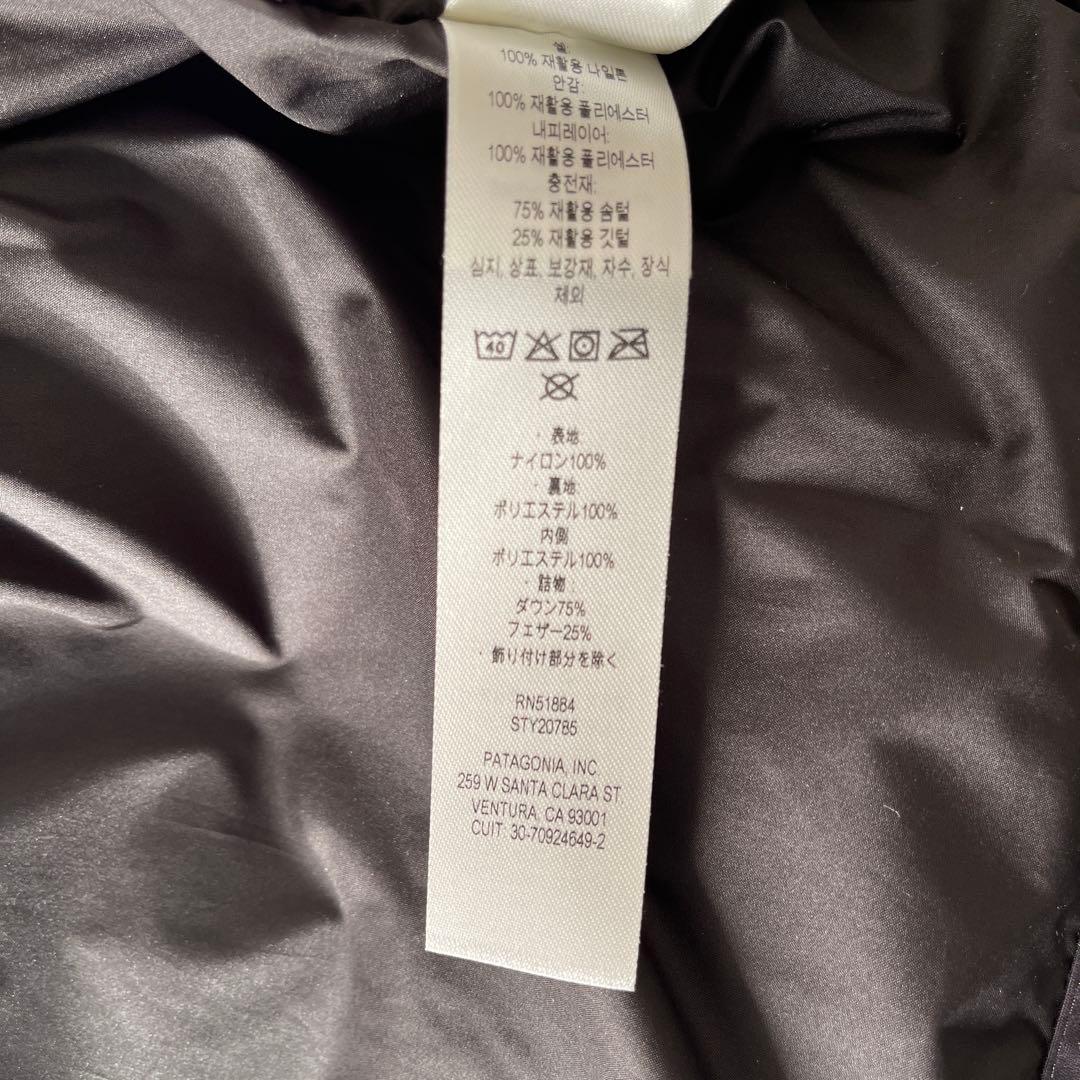 셸:
100% 재활용 나일론
안감:
100% 재활용 폴리에스터
내피레이어:
100% 재활용 폴리에스터
충전재:
75% 재활용 솜털
25% 재활용 깃털
심지, 상표, 보강재, 자수, 장식
제외
40
・表地
ナイロン100%
・裏地
ポリエステル100%
内側
ポリエステル100%
・詰物
ダウン75%
フェザー25%
・飾り付け部分を除く
RN51884
STY20785
PATAGONIA, INC
259 W SANTA CLARA ST
VENTURA, CA 93001
CUIT: 30-70924649-2